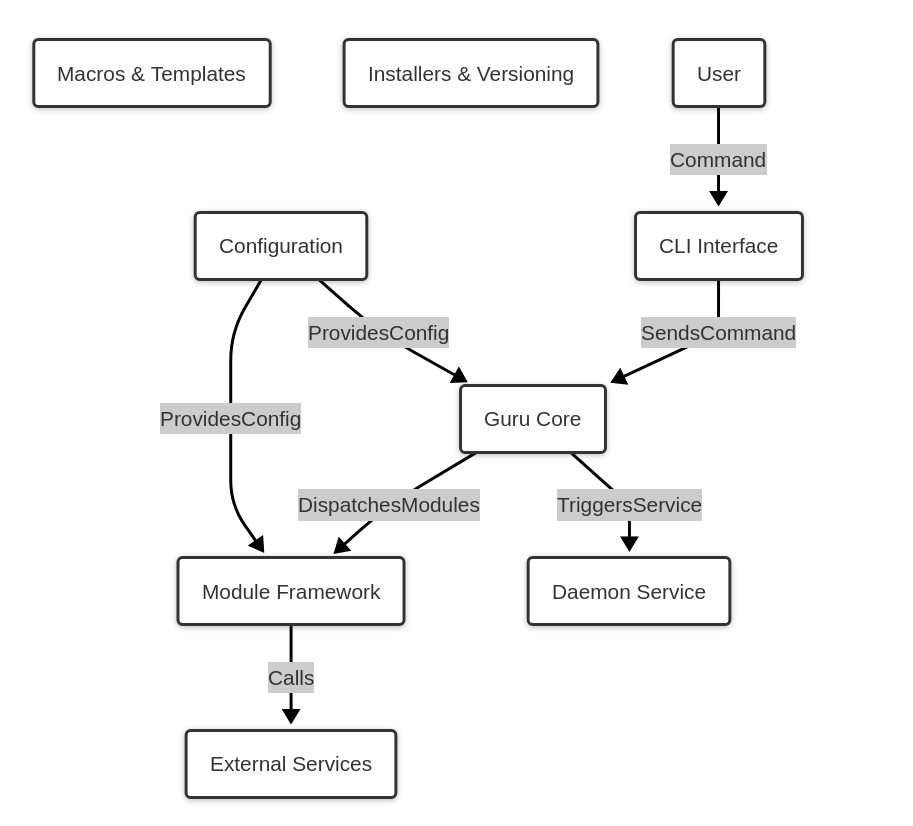 Macros & Templates
Installers & Versioning
User
Command
Configuration
CLI Interface
ProvidesConfig
SendsCommand
ProvidesConfig
Guru Core
DispatchesModules
TriggersService
Module Framework
Daemon Service
Calls
External Services